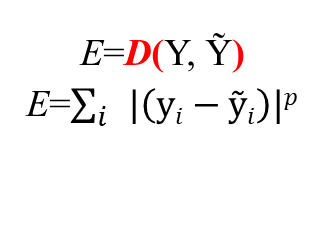 E=D(Y, Ỹ)
E=∑ᵢ |(yᵢ − ỹᵢ)|ᵖ